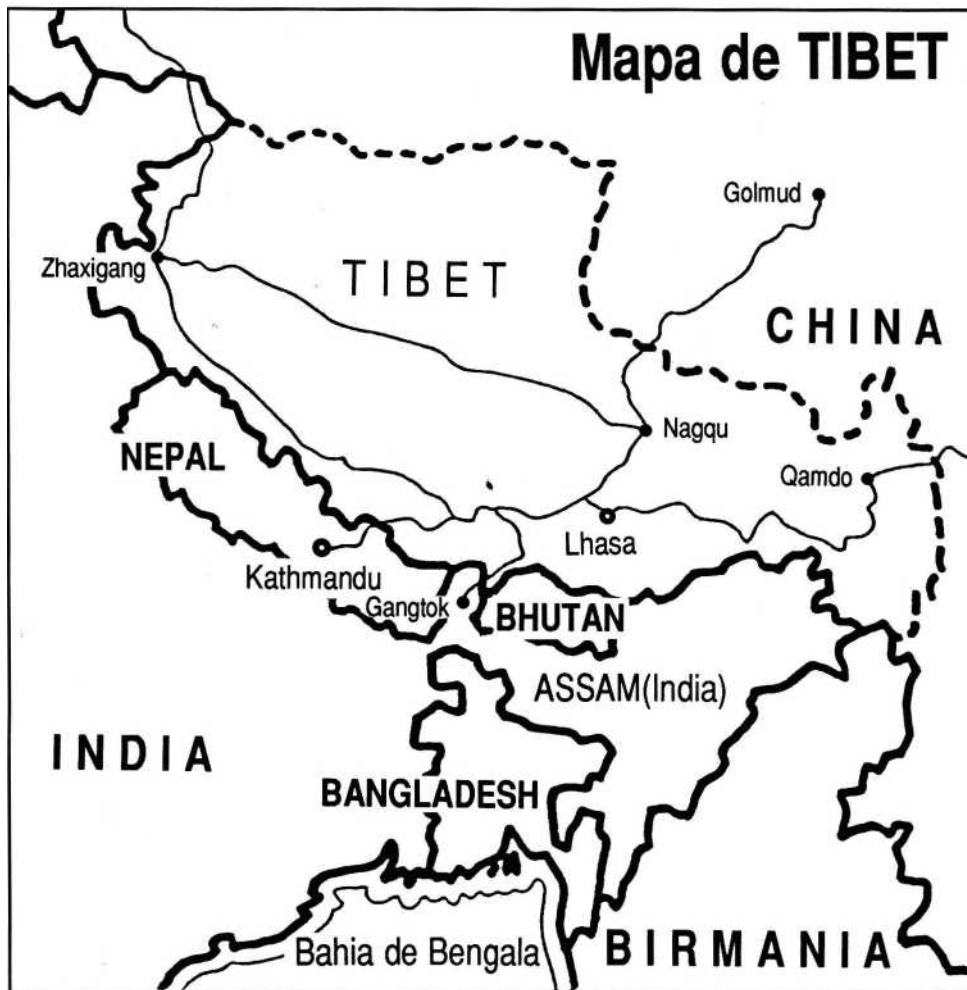 Mapa de TIBET
Golmud
Zhaxigang
TIBET
CHINA
Nagqu
NEPAL
Qamdo
Lhasa
Kathmandu
Gangtok
BHUTAN
ASSAM(India)
INDIA
BANGLADESH
Bahia de Bengala
BIRMANIA